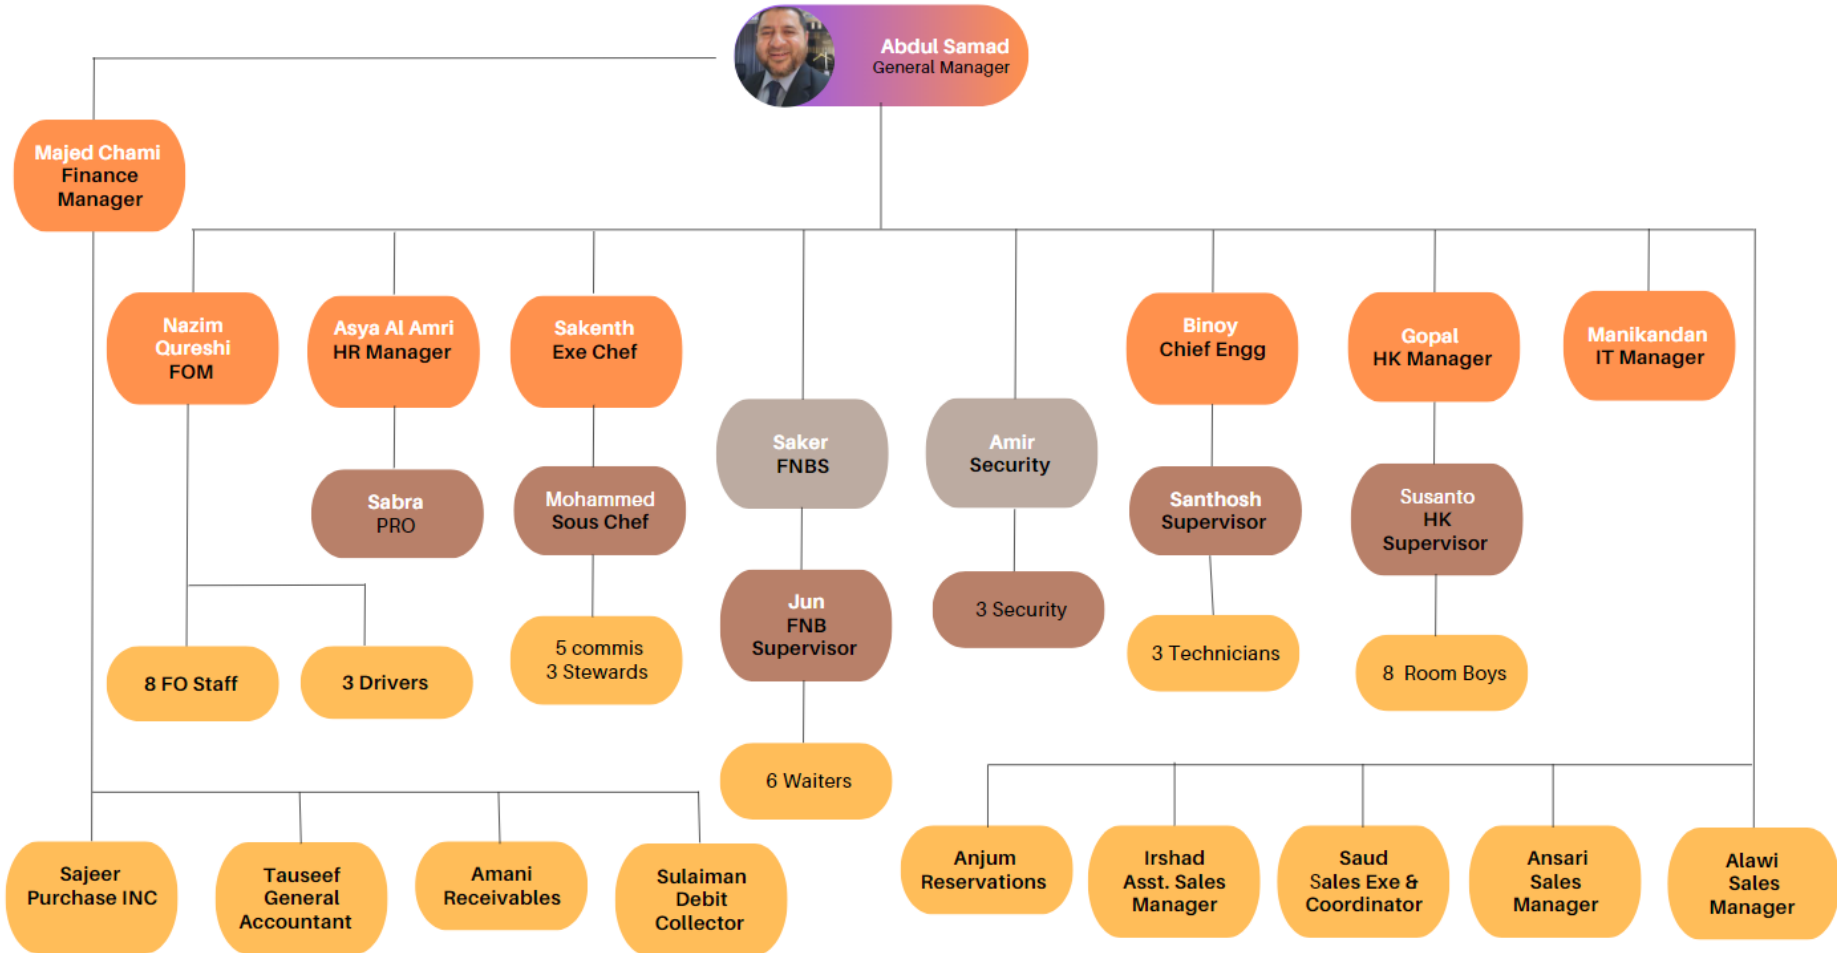 Abdul Samad
General Manager
Majed Chami
Finance
Manager
Nazim
Qureshi
FOM
Asya Al Amri
HR Manager
Sakenth
Exe Chef
Binoy
Chief Engg
Gopal
HK Manager
Manikandan
IT Manager
Saker
FNBS
Amir
Security
Sabra
PRO
Mohammed
Sous Chef
Santhosh
Supervisor
Susanto
HK
Supervisor
Jun
FNB
Supervisor
3 Security
8 FO Staff
3 Drivers
5 commis
3 Stewards
3 Technicians
8 Room Boys
6 Waiters
Sajeer
Purchase INC
Tauseef
General
Accountant
Amani
Receivables
Sulaiman
Debit
Collector
Anjum
Reservations
Irshad
Asst. Sales
Manager
Saud
Sales Exe &
Coordinator
Ansari
Sales
Manager
Alawi
Sales
Manager